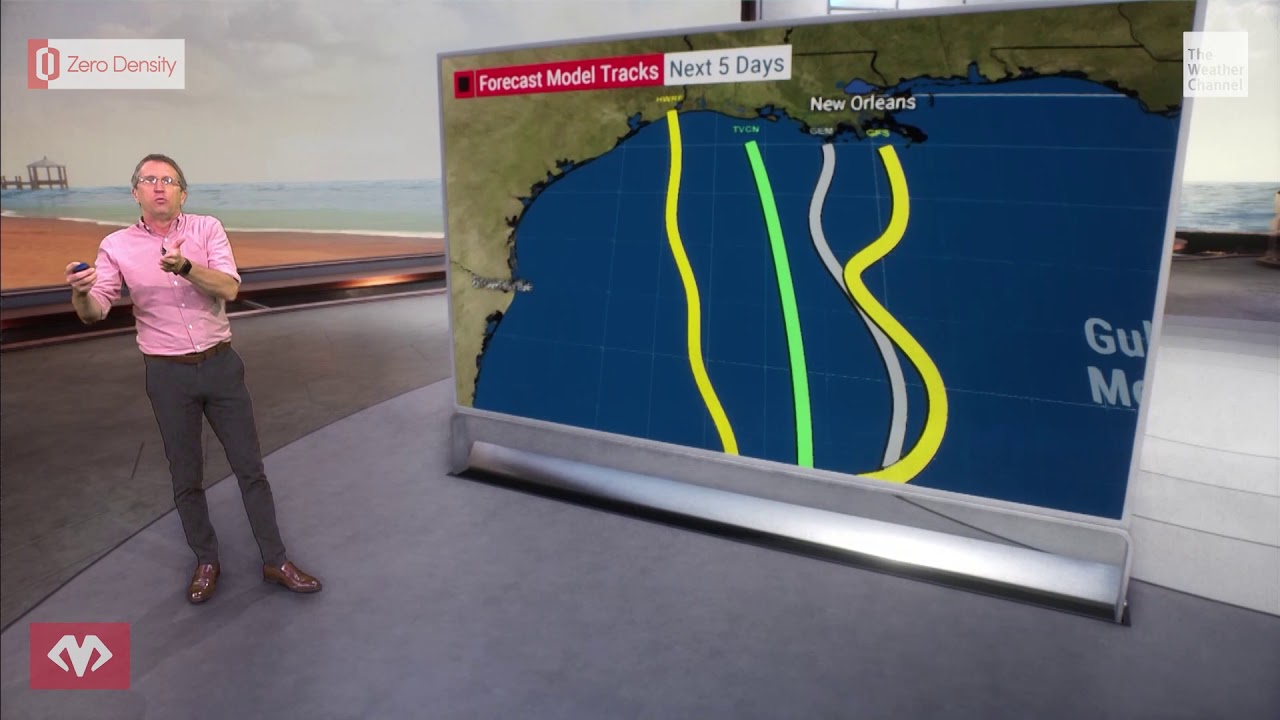 Zero Density
The
Weather
Channel
Forecast Model Tracks Next 5 Days
HWRF
New Orleans
TVCN
GEM
GFS
Gul
Me